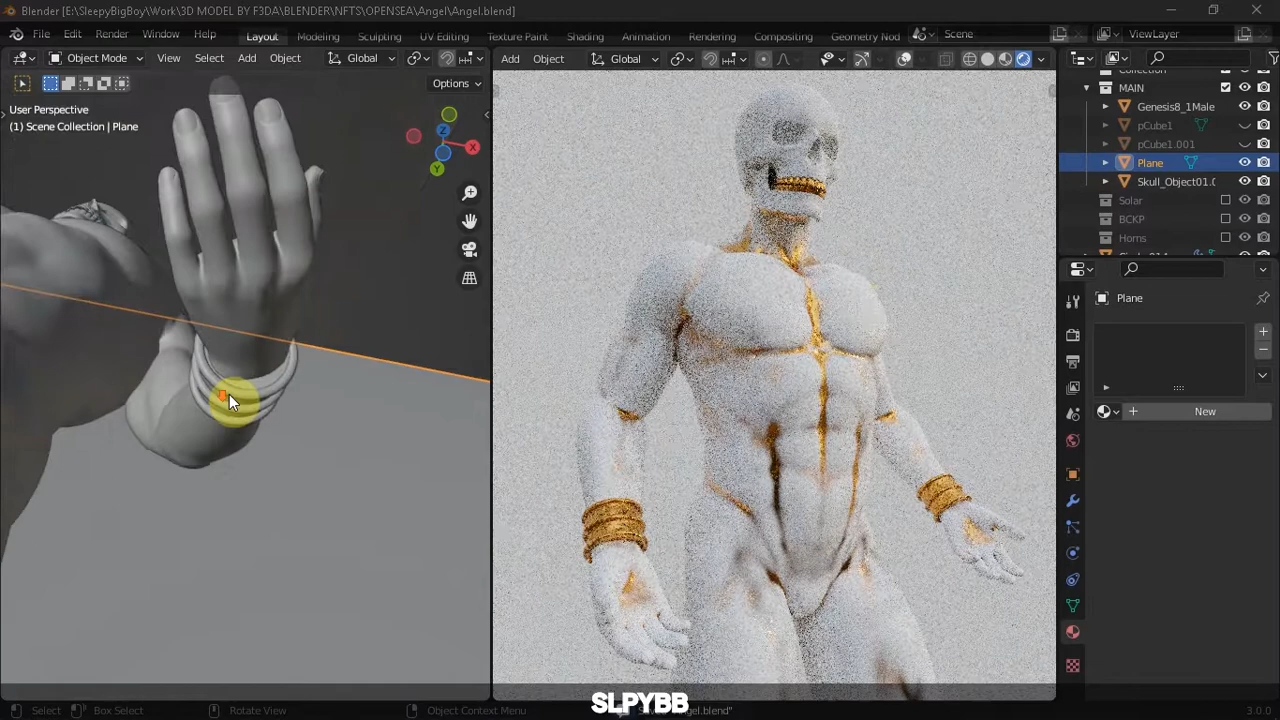 Blender [E:\SleepyBigBoy\Work\3D MODEL BY F3DA\BLENDER\NFTS\OPENSEA\Angel\Angel.blend]
File Edit Render Window Help Layout Modeling Sculpting UV Editing Texture Paint Shading Animation Rendering Compositing Geometry Nod Scene ViewLayer
Object Mode View Select Add Object Global Add Object Global
Options
User Perspective
(1) Scene Collection | Plane
Z
X
Y
MAIN
Genesis8_1Male
pCube1
pCube1.001
Plane
Skull_Object01.0
Solar
BCKP
Horns
Plane
New
SLPYBB
Select Box Select Rotate View Object Context Menu
Angel.blend"
3.0.0